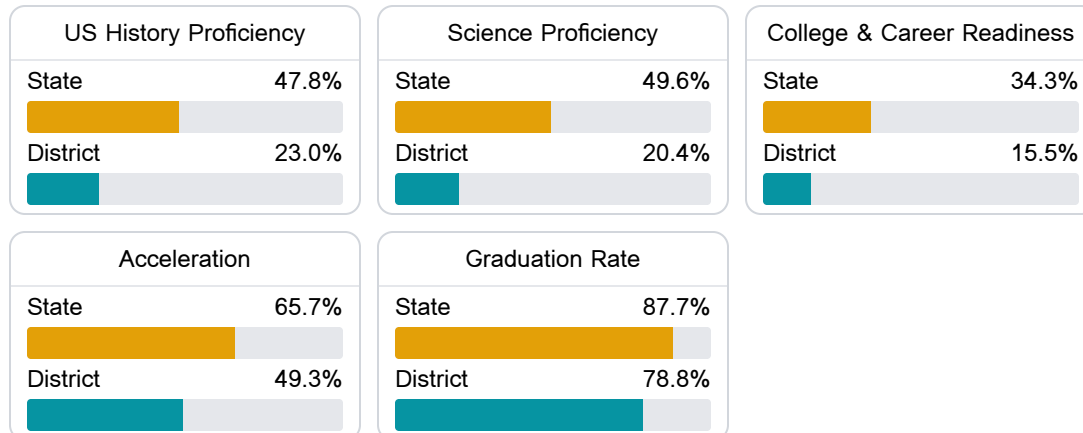 US History Proficiency
State 47.8%
District 23.0%
Science Proficiency
State 49.6%
District 20.4%
College & Career Readiness
State 34.3%
District 15.5%
Acceleration
State 65.7%
District 49.3%
Graduation Rate
State 87.7%
District 78.8%